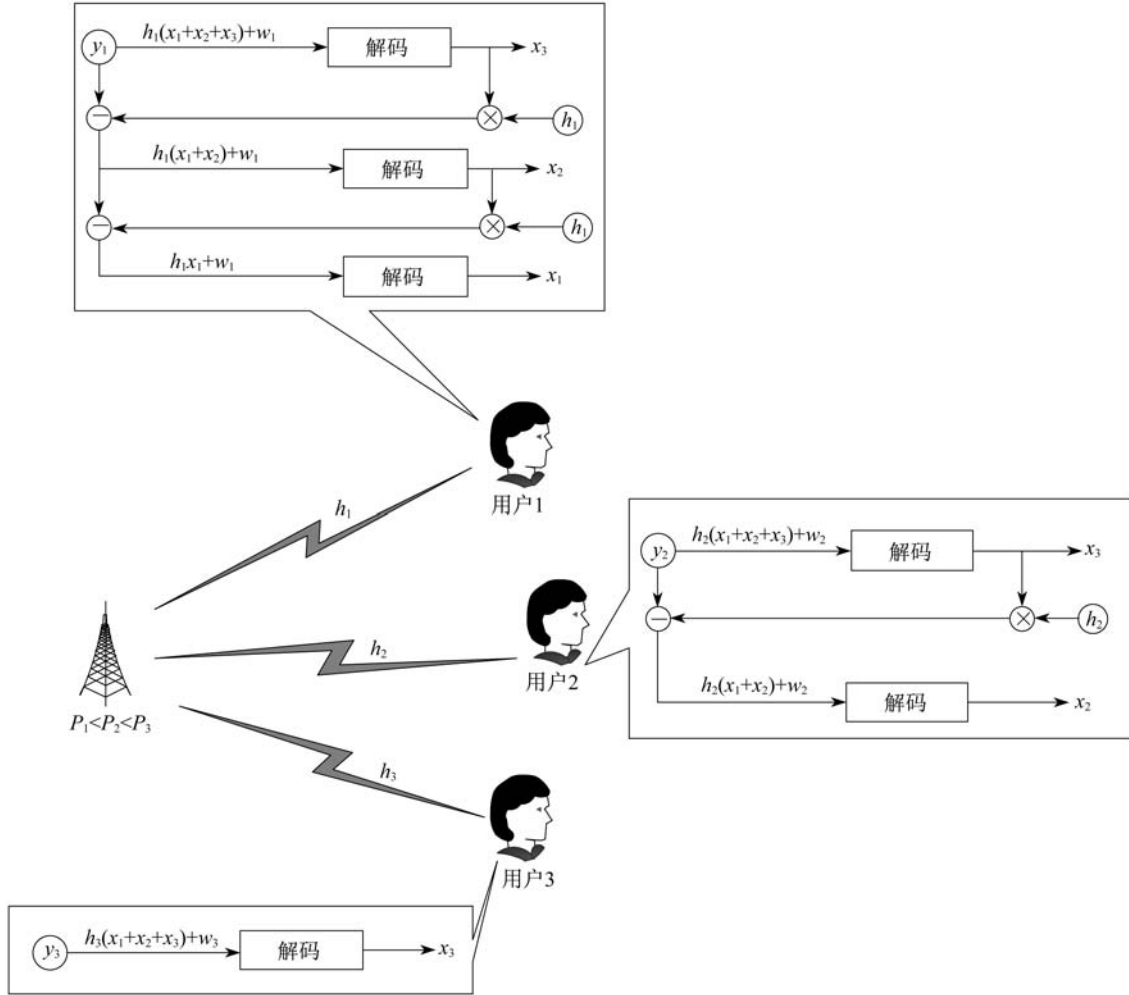 y₁ h₁(x₁+x₂+x₃)+w₁ 解码 x₃
− × h₁
h₁(x₁+x₂)+w₁ 解码 x₂
− × h₁
h₁x₁+w₁ 解码 x₁
用户1
h₁
y₂ h₂(x₁+x₂+x₃)+w₂ 解码 x₃
− × h₂
h₂(x₁+x₂)+w₂ 解码 x₂
h₂
用户2
P₁<P₂<P₃
h₃
用户3
y₃ h₃(x₁+x₂+x₃)+w₃ 解码 x₃